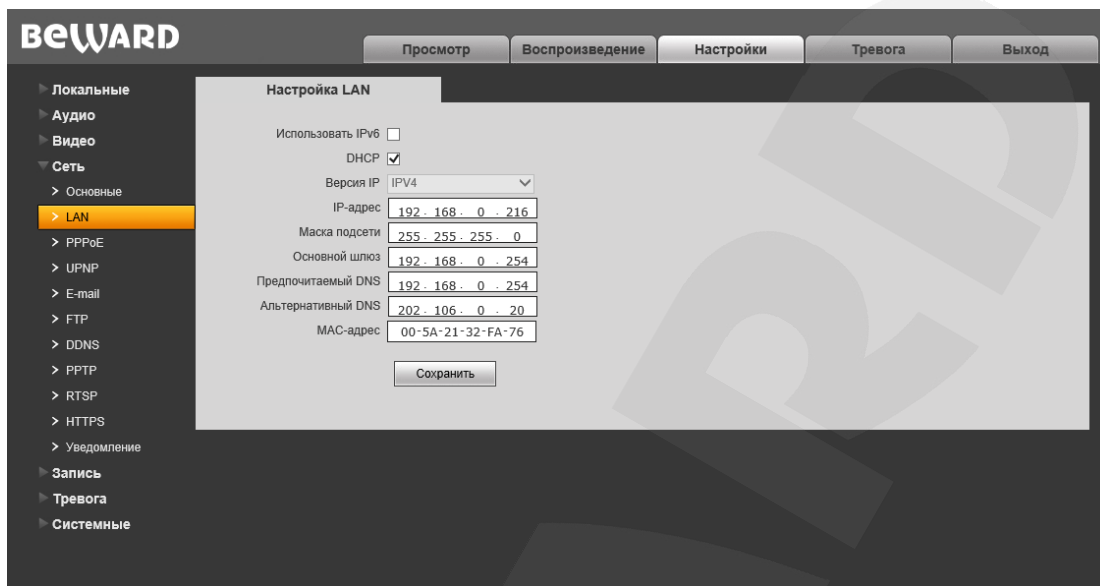 BEWARD
Просмотр Воспроизведение Настройки Тревога Выход
Локальные
Аудио
Видео
Сеть
Основные
LAN
PPPoE
UPNP
E-mail
FTP
DDNS
PPTP
RTSP
HTTPS
Уведомление
Запись
Тревога
Системные
Настройка LAN
Использовать IPv6
DHCP
Версия IP IPV4
IP-адрес 192 . 168 . 0 . 216
Маска подсети 255 . 255 . 255 . 0
Основной шлюз 192 . 168 . 0 . 254
Предпочитаемый DNS 192 . 168 . 0 . 254
Альтернативный DNS 202 . 106 . 0 . 20
MAC-адрес 00-5A-21-32-FA-76
Сохранить